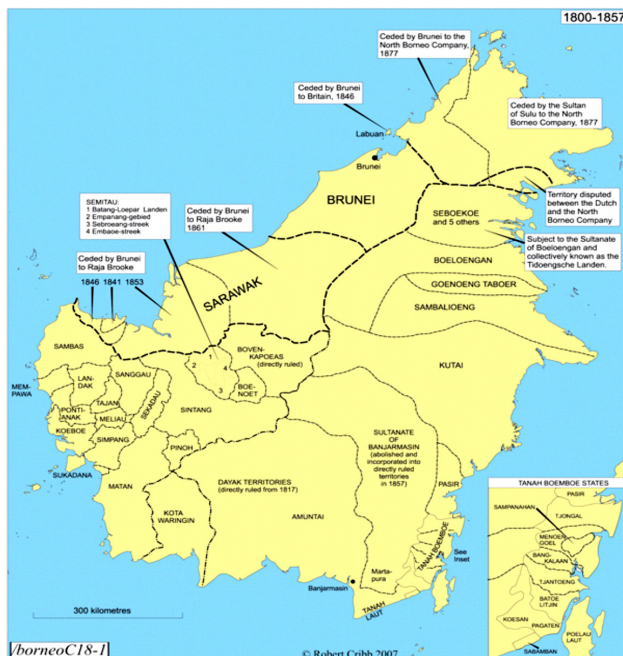 1800-1857
Ceded by Brunei to the
North Borneo Company,
1877
Ceded by Brunei
to Britain, 1846
Ceded by the Sultan
of Sulu to the North
Borneo Company, 1877
Labuan
Brunei
BRUNEI
Territory disputed
between the Dutch
and the North
Borneo Company
SEMITAU:
1 Batang-Loepar Landen
2 Empanang-gebied
3 Sebroeang-streek
4 Embaoe-streek
Ceded by Brunei
to Raja Brooke
1861
SEBOEKOE
and 5 others
Subject to the Sultanate
of Boeloengan and
collectively known as the
Tidoengsche Landen.
Ceded by Brunei
to Raja Brooke
1846 1841 1853
BOELOENGAN
GOENOENG TABOER
SAMBALIOENG
SARAWAK
SAMBAS
BOVEN-
KAPOEAS
(directly ruled)
1
2
4
3
KUTAI
MEM-
PAWA
LAN-
DAK
SANGGAU
BOE-
NOET
PONTI-
ANAK
TAJAN
SEKADAU
MELIAU
SINTANG
KOEBOE
SIMPANG
PINOH
SUKADANA
MATAN
SULTANATE
OF
BANJARMASIN
(abolished and
incorporated into
directly ruled
territories
in 1857)
DAYAK TERRITORIES
(directly ruled from 1817)
PASIR
KOTA
WARINGIN
AMUNTAI
TANAH BOEMBOE
See
Inset
Marta-
pura
Banjarmasin
TANAH
LAUT
TANAH BOEMBOE STATES
PASIR
SAMPANAHAN
TJONGAL
MENOEN
GOEL
BANG-
KALAAN
TJANTOENG
BATOE
LITJIN
KOESAN
PAGATEN
POELAU
LAUT
SABAMBAN
300 kilometres
/borneoC18-1
© Robert Cribb 2007